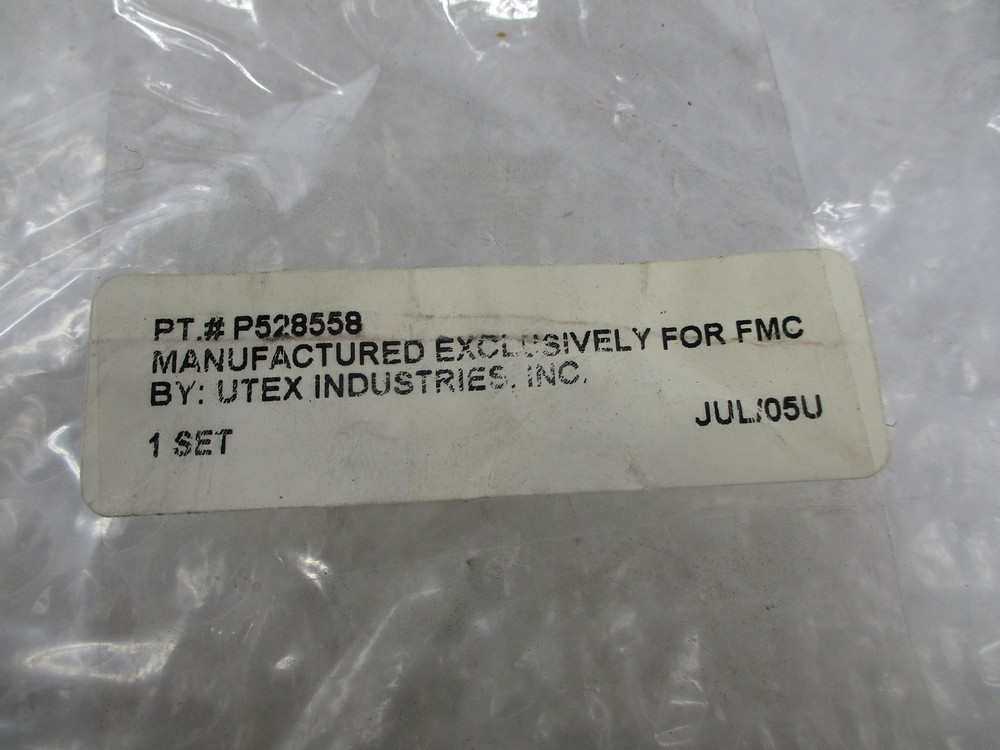 PT.# P528558
MANUFACTURED EXCLUSIVELY FOR FMC
BY: UTEX INDUSTRIES, INC.
JUL/05U
1 SET